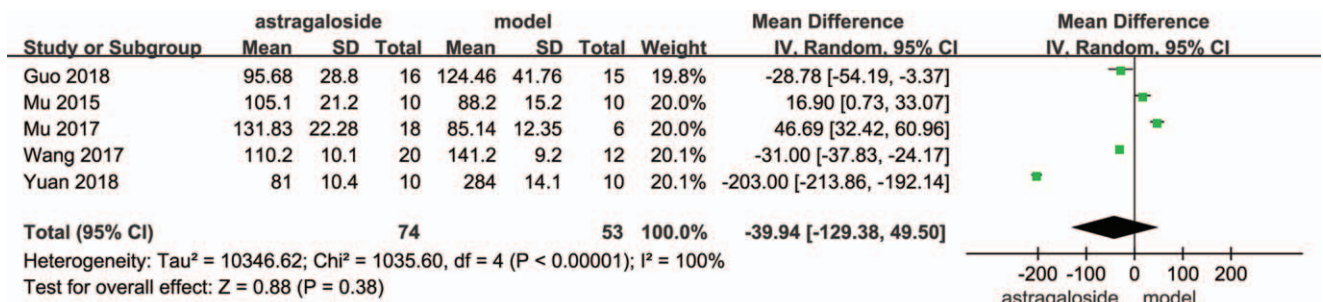 astragaloside model Mean Difference Mean Difference
Study or Subgroup Mean SD Total Mean SD Total Weight IV. Random. 95% CI IV. Random. 95% CI
Guo 2018 95.68 28.8 16 124.46 41.76 15 19.8% -28.78 [-54.19, -3.37]
Mu 2015 105.1 21.2 10 88.2 15.2 10 20.0% 16.90 [0.73, 33.07]
Mu 2017 131.83 22.28 18 85.14 12.35 6 20.0% 46.69 [32.42, 60.96]
Wang 2017 110.2 10.1 20 141.2 9.2 12 20.1% -31.00 [-37.83, -24.17]
Yuan 2018 81 10.4 10 284 14.1 10 20.1% -203.00 [-213.86, -192.14]
Total (95% CI) 74 53 100.0% -39.94 [-129.38, 49.50]
Heterogeneity: Tau² = 10346.62; Chi² = 1035.60, df = 4 (P < 0.00001); I² = 100%
Test for overall effect: Z = 0.88 (P = 0.38)
-200 -100 0 100 200
astragaloside model.